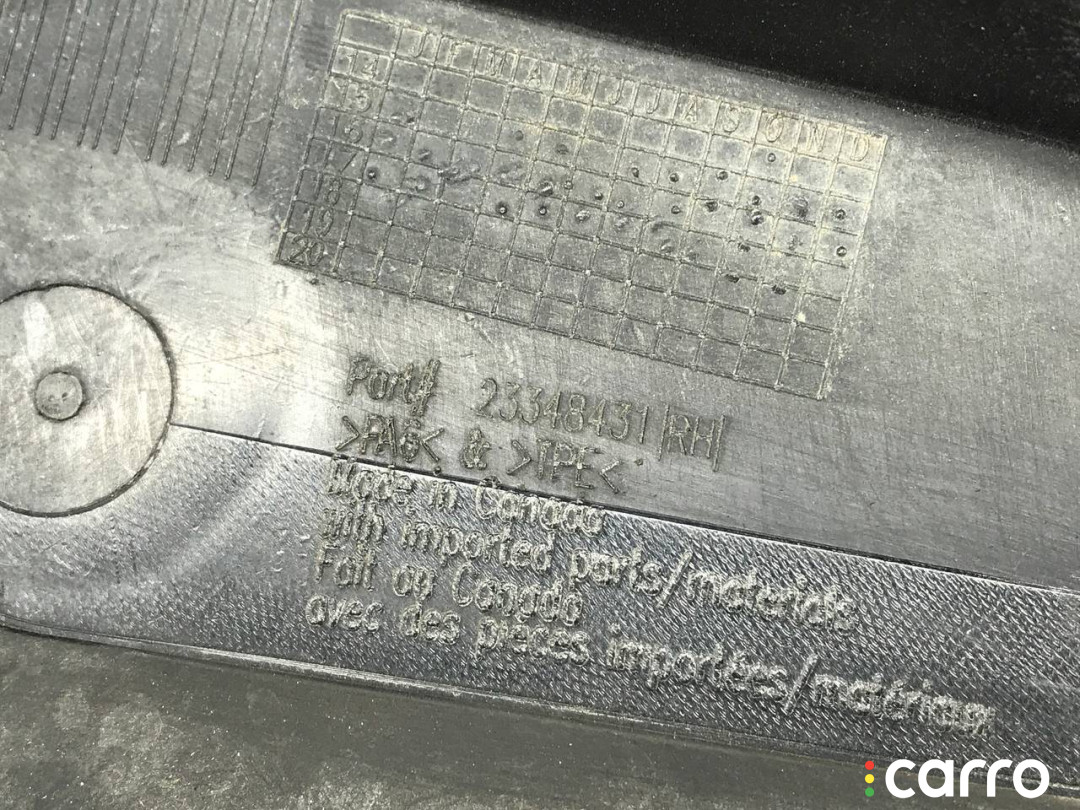 J F M A M J J A S O N D
14
15
16
17
18
19
20
Part# 23348431 RH
>PA6< & >TPE<
Made in Canada
with imported parts/materials
Fait au Canada
avec des pièces importées/matériaux
carro